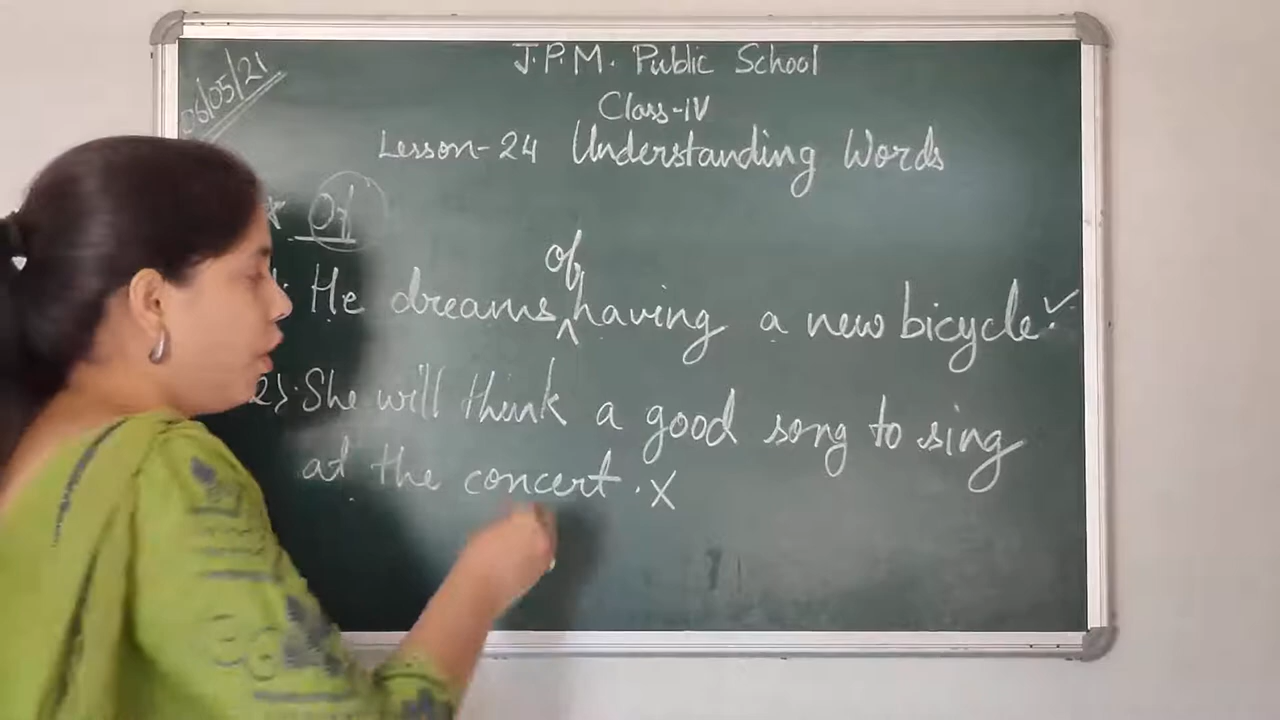 06/05/21
J.P.M. Public School
Class-IV
Lesson-24 Understanding Words
* Of
of
: He dreams ^ having a new bicycle. ✓
2). She will think a good song to sing
at the concert. X